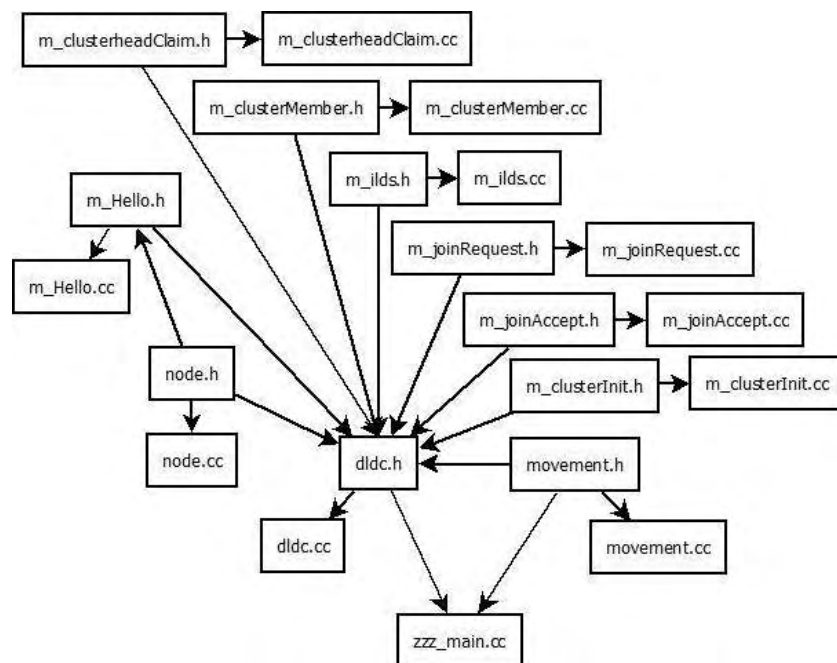 m_clusterheadClaim.h
m_clusterheadClaim.cc
m_clusterMember.h
m_clusterMember.cc
m_ilds.h
m_ilds.cc
m_Hello.h
m_joinRequest.h
m_joinRequest.cc
m_Hello.cc
m_joinAccept.h
m_joinAccept.cc
node.h
m_clusterInit.h
m_clusterInit.cc
node.cc
dldc.h
movement.h
dldc.cc
movement.cc
zzz_main.cc